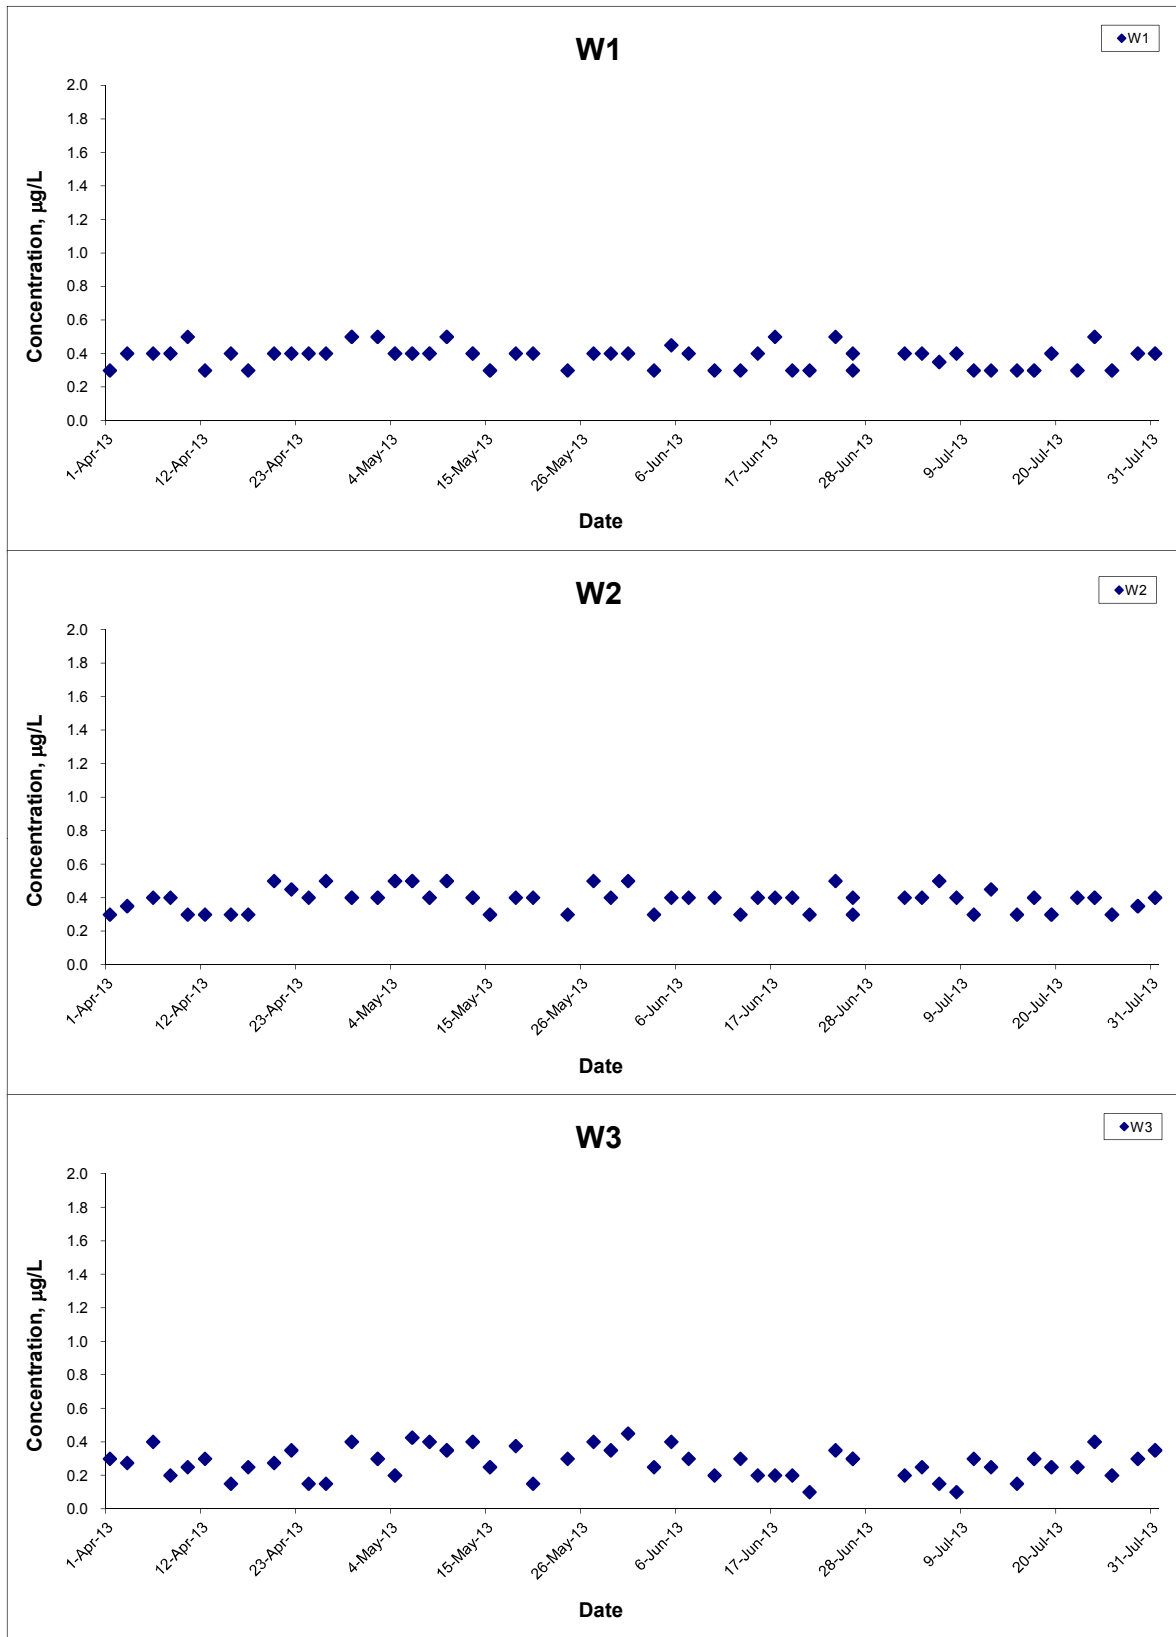 W1
W1
2.0
1.8
1.6
1.4
1.2
1.0
0.8
0.6
0.4
0.2
0.0
Concentration, µg/L
1-Apr-13
12-Apr-13
23-Apr-13
4-May-13
15-May-13
26-May-13
6-Jun-13
17-Jun-13
28-Jun-13
9-Jul-13
20-Jul-13
31-Jul-13
Date
W2
W2
2.0
1.8
1.6
1.4
1.2
1.0
0.8
0.6
0.4
0.2
0.0
Concentration, µg/L
1-Apr-13
12-Apr-13
23-Apr-13
4-May-13
15-May-13
26-May-13
6-Jun-13
17-Jun-13
28-Jun-13
9-Jul-13
20-Jul-13
31-Jul-13
Date
W3
W3
2.0
1.8
1.6
1.4
1.2
1.0
0.8
0.6
0.4
0.2
0.0
Concentration, µg/L
1-Apr-13
12-Apr-13
23-Apr-13
4-May-13
15-May-13
26-May-13
6-Jun-13
17-Jun-13
28-Jun-13
9-Jul-13
20-Jul-13
31-Jul-13
Date